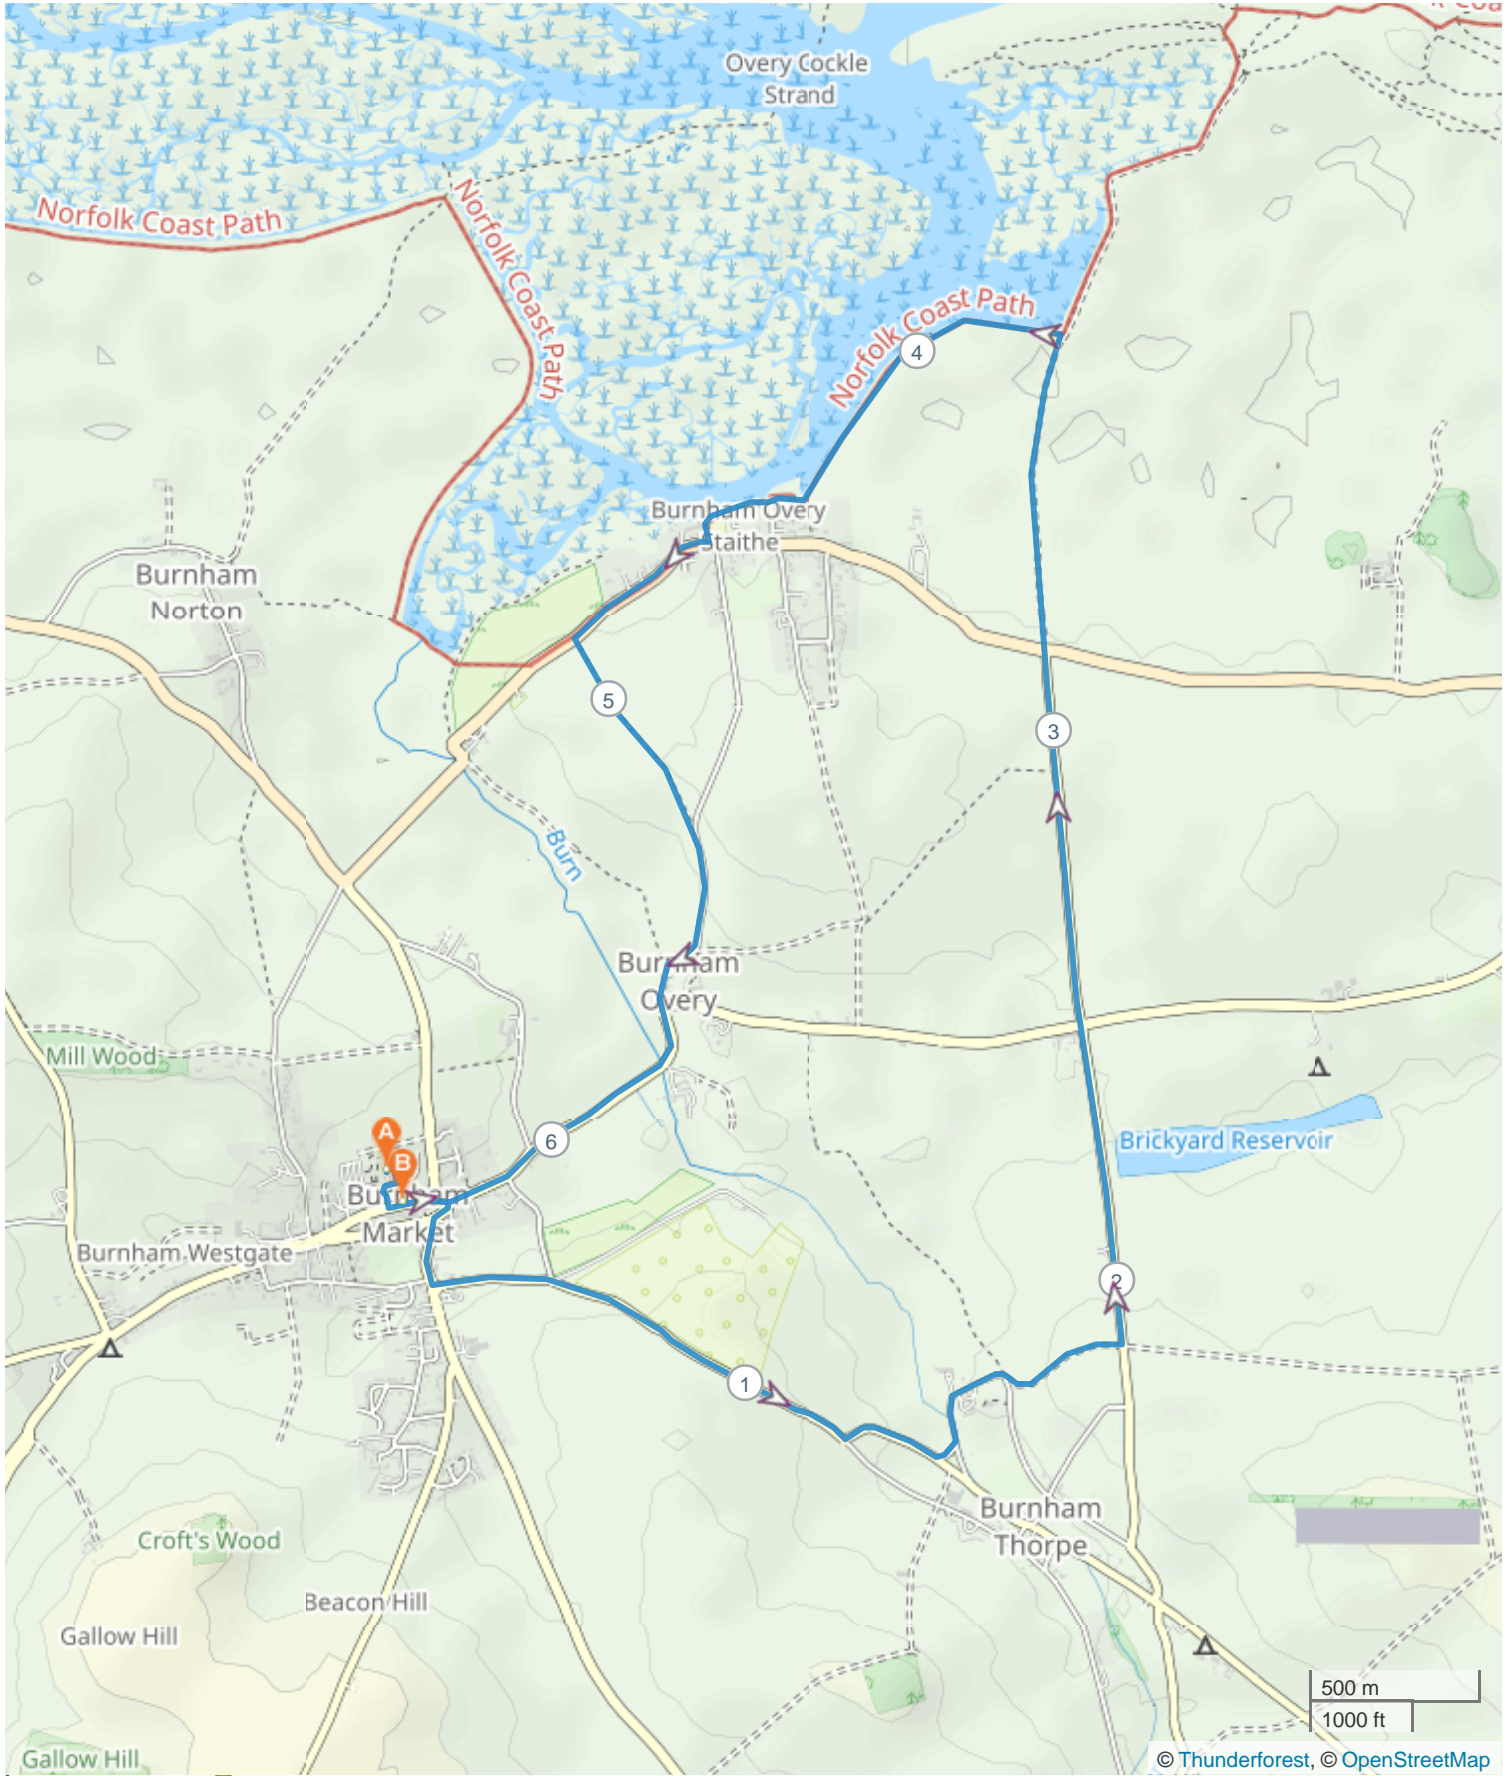 Overy Cockle
Strand
Norfolk Coast Path
Norfolk Coast Path
Norfolk Coast Path
4
Burnham Overy
Staithe
Burnham
Norton
5
3
Burn
Burnham
Overy
Mill Wood
A
B
6
Brickyard Reservoir
Burnham
Market
Burnham Westgate
2
1
Burnham
Thorpe
Croft's Wood
Beacon Hill
Gallow Hill
500 m
1000 ft
Gallow Hill
© Thunderforest, © OpenStreetMap